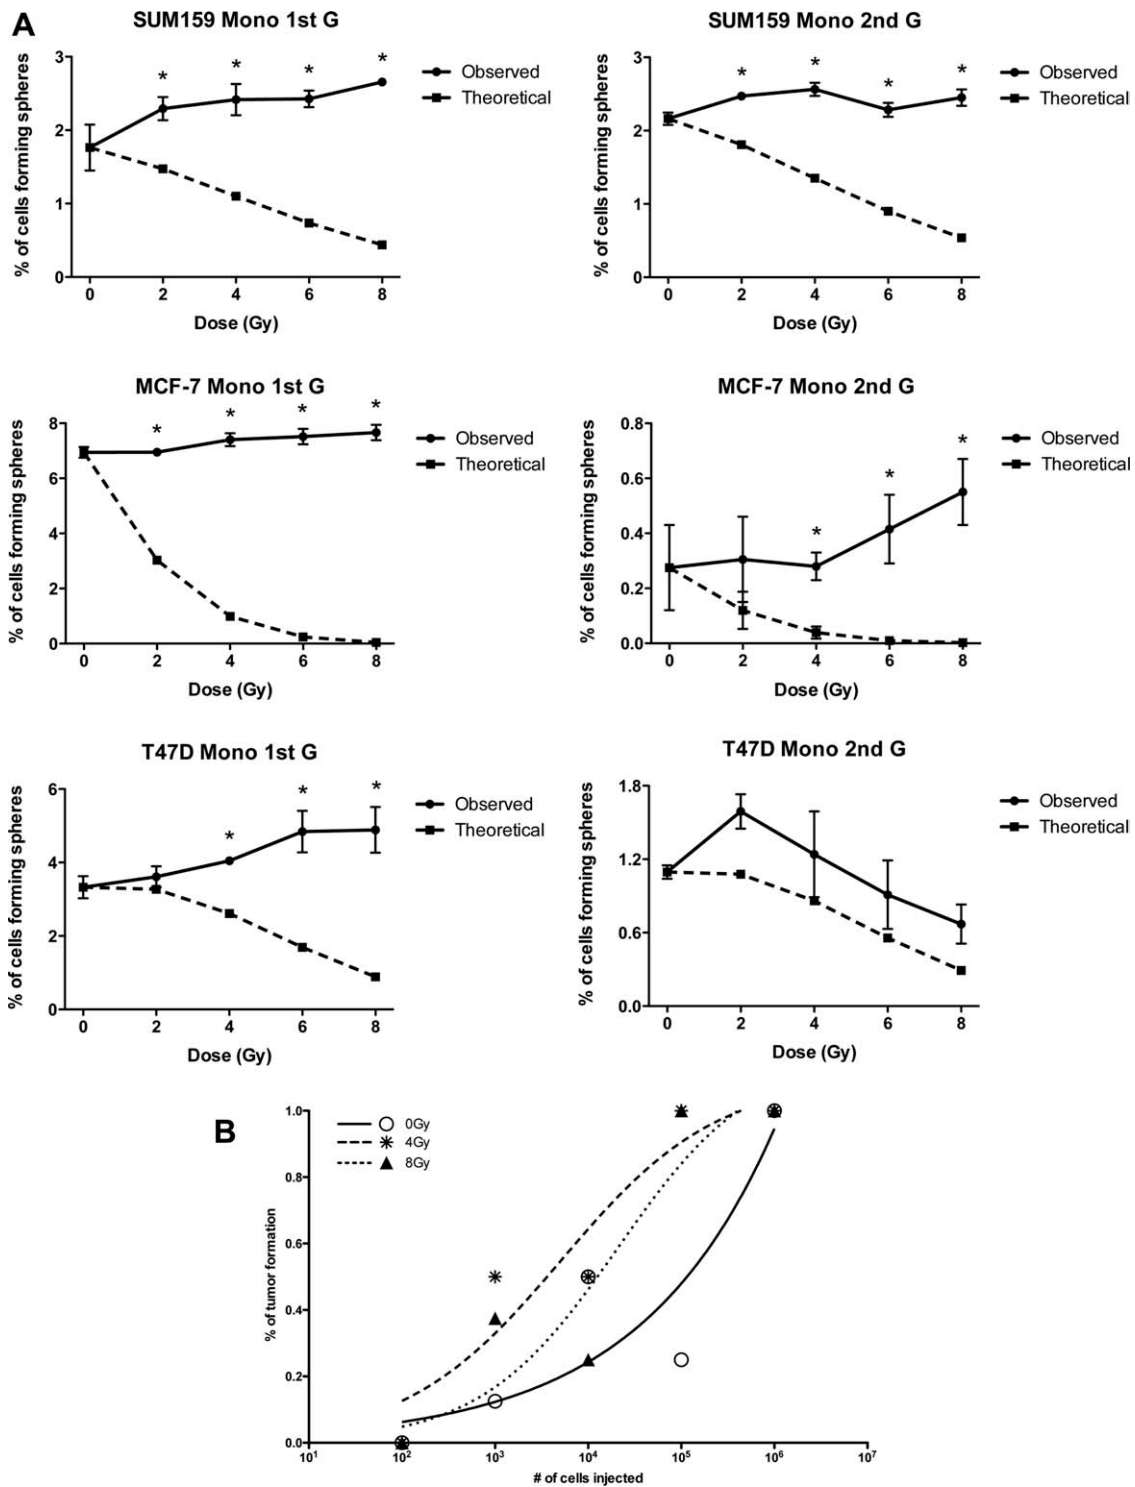 A
SUM159 Mono 1st G
% of cells forming spheres
3
2
1
0
* * * *
Observed
Theoretical
0 2 4 6 8
Dose (Gy)
SUM159 Mono 2nd G
% of cells forming spheres
3
2
1
0
* * * *
Observed
Theoretical
0 2 4 6 8
Dose (Gy)
MCF-7 Mono 1st G
% of cells forming spheres
8
6
4
2
0
* * * *
Observed
Theoretical
0 2 4 6 8
Dose (Gy)
MCF-7 Mono 2nd G
% of cells forming spheres
0.8
0.6
0.4
0.2
0.0
* * *
Observed
Theoretical
0 2 4 6 8
Dose (Gy)
T47D Mono 1st G
% of cells forming spheres
6
4
2
0
* * *
Observed
Theoretical
0 2 4 6 8
Dose (Gy)
T47D Mono 2nd G
% of cells forming spheres
1.8
1.2
0.6
0.0
Observed
Theoretical
0 2 4 6 8
Dose (Gy)
B
% of tumor formation
1.0
0.8
0.6
0.4
0.2
0.0
0Gy
4Gy
8Gy
10¹ 10² 10³ 10⁴ 10⁵ 10⁶ 10⁷
# of cells injected